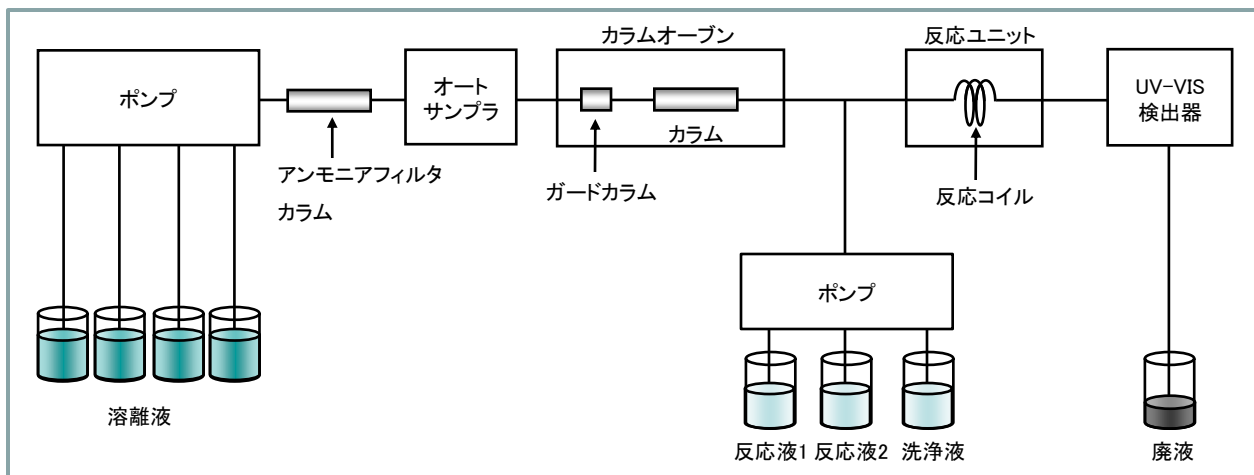 カラムオーブン
反応ユニット
ポンプ
オート
サンプラ
UV-VIS
検出器
カラム
アンモニアフィルタ
カラム
ガードカラム
反応コイル
ポンプ
溶離液
反応液1
反応液2
洗浄液
廃液